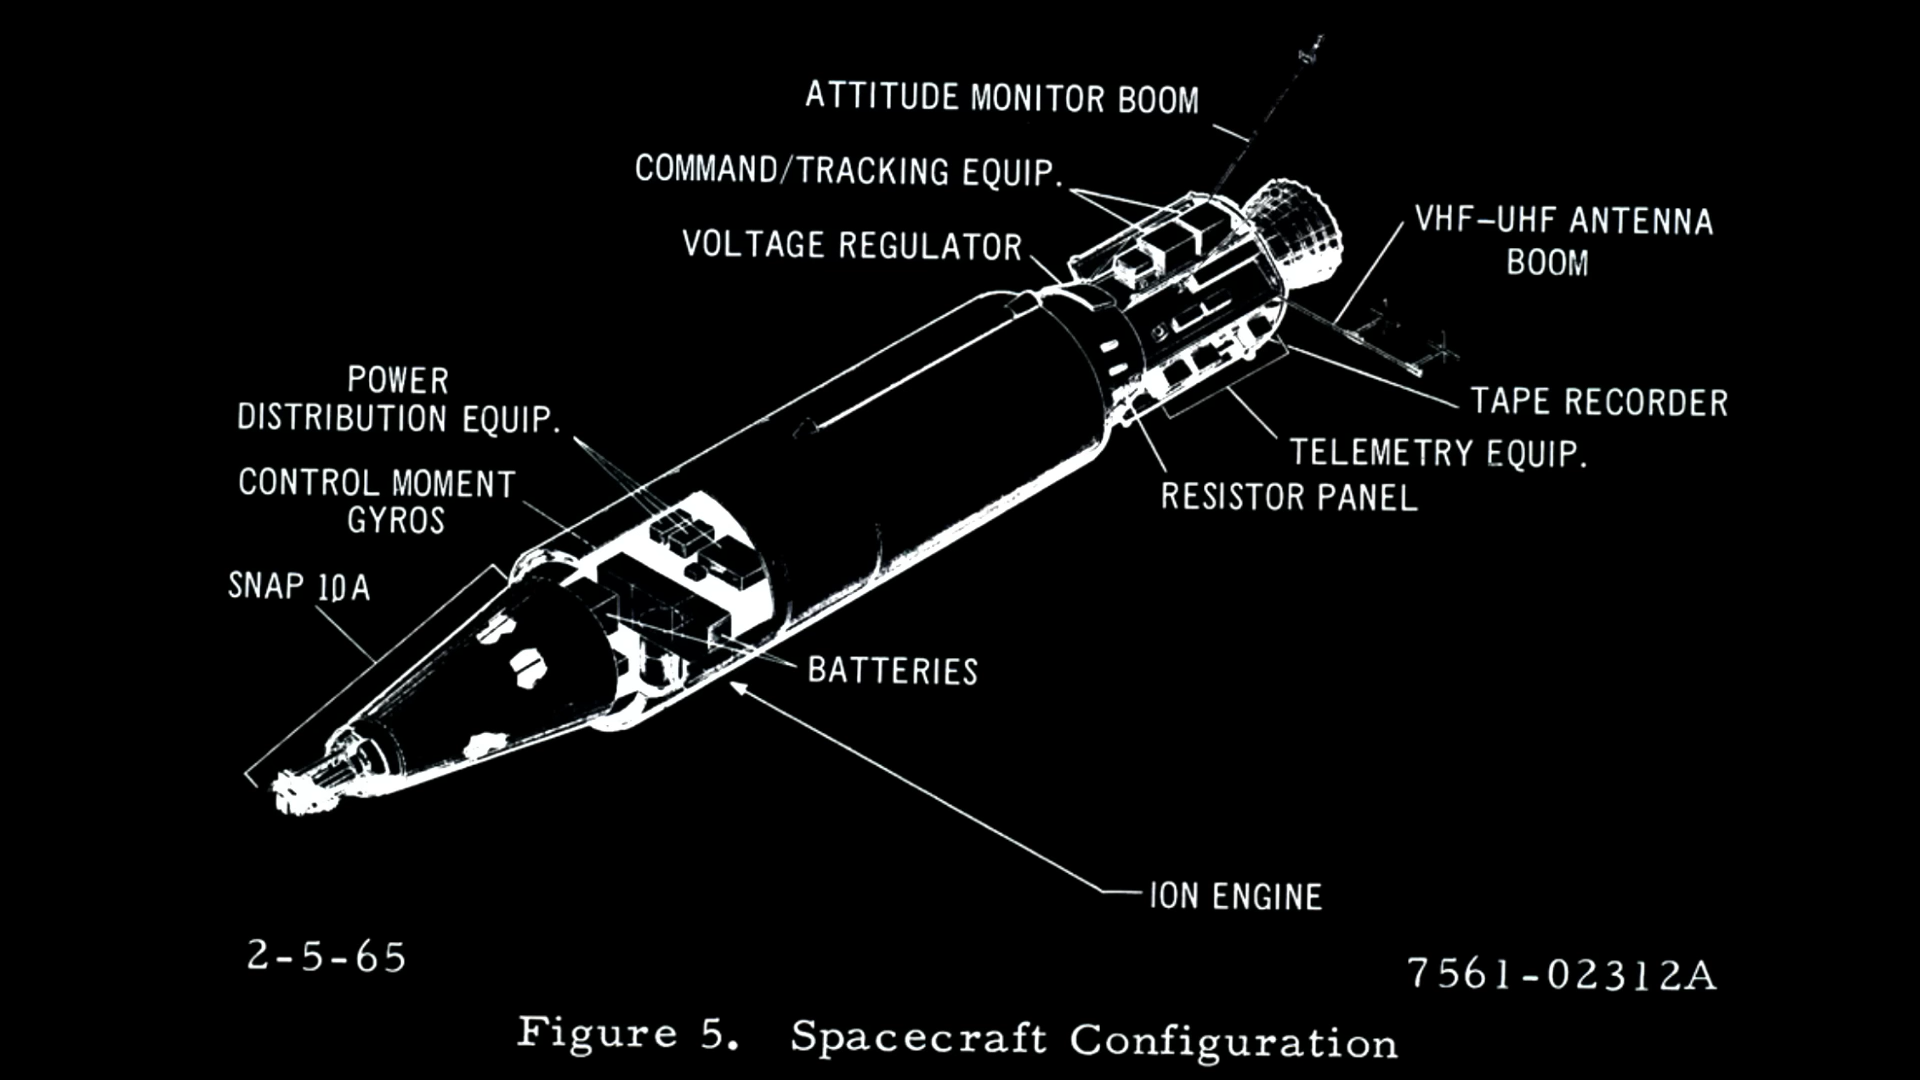 ATTITUDE MONITOR BOOM
COMMAND/TRACKING EQUIP.
VOLTAGE REGULATOR
VHF-UHF ANTENNA
BOOM
POWER
DISTRIBUTION EQUIP.
CONTROL MOMENT
GYROS
SNAP 10A
TAPE RECORDER
TELEMETRY EQUIP.
RESISTOR PANEL
BATTERIES
ION ENGINE
2-5-65
7561-02312A
Figure 5. Spacecraft Configuration